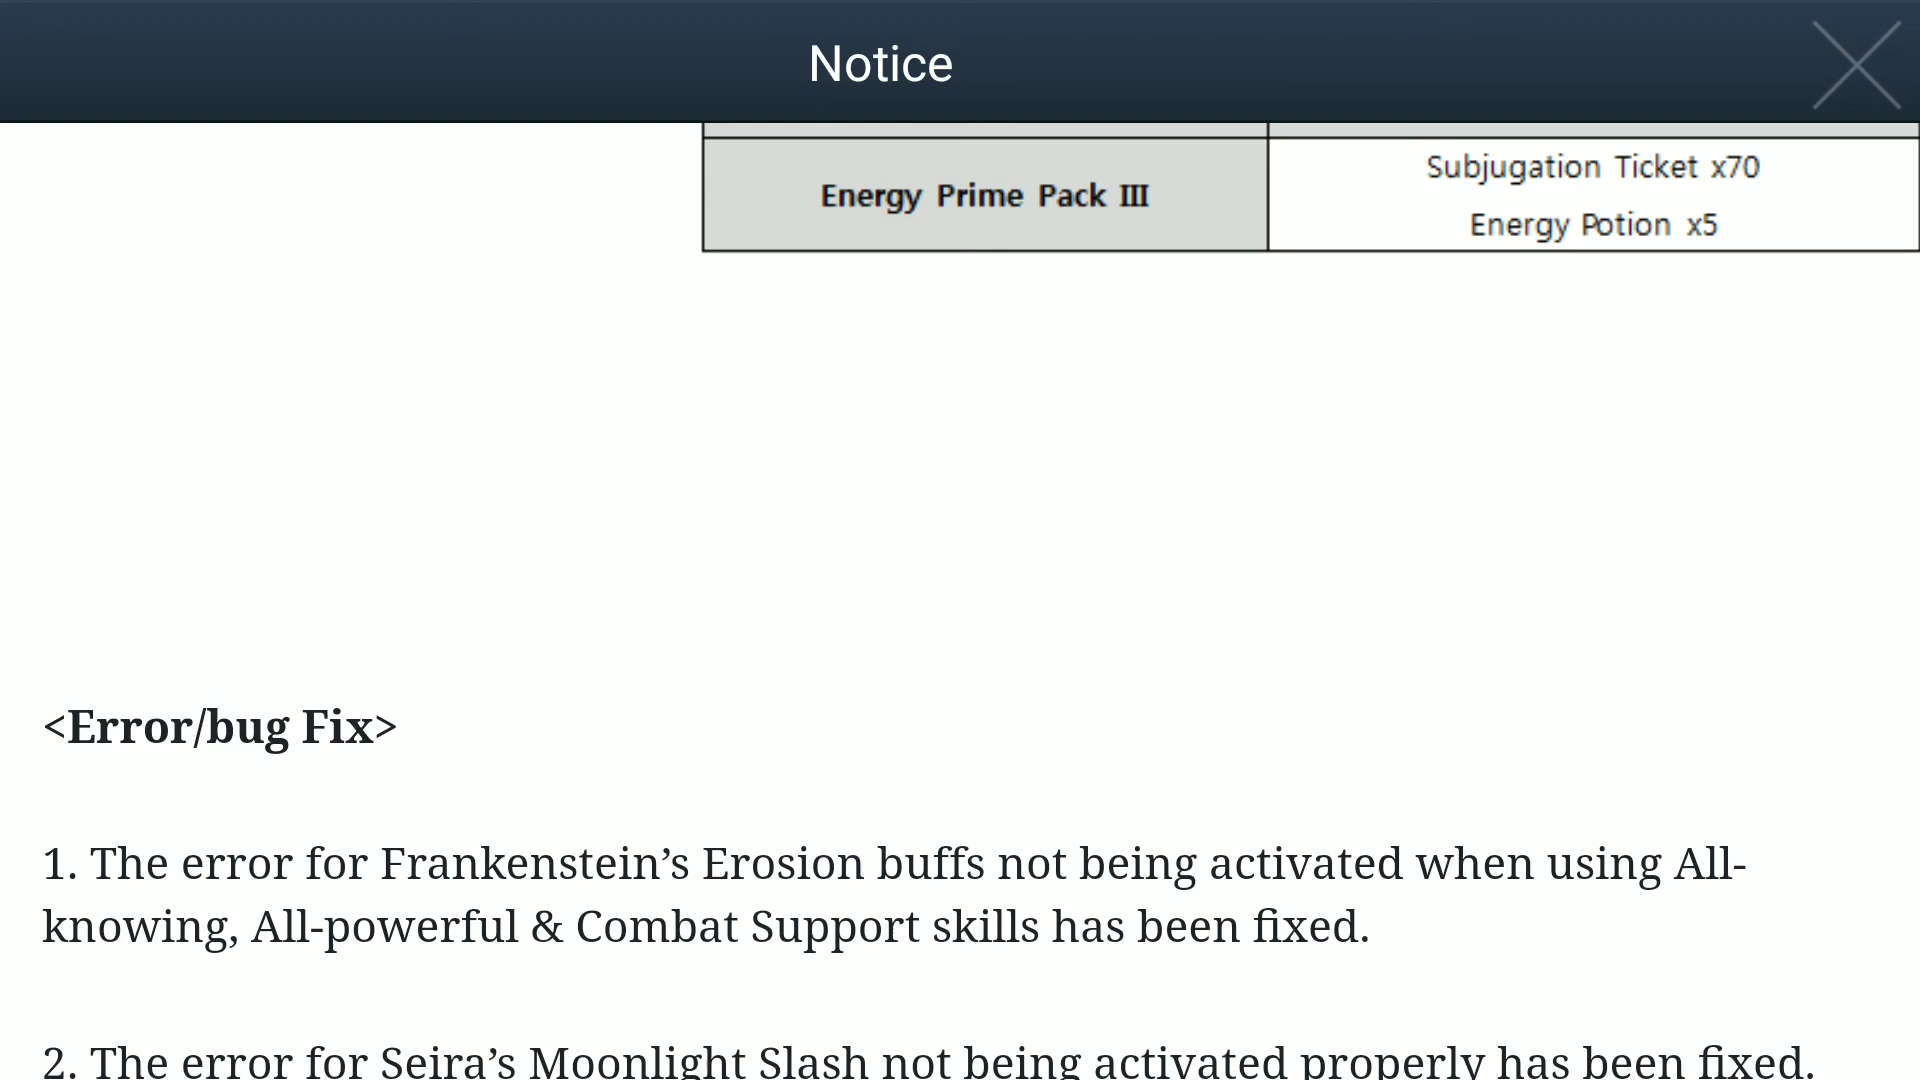 Notice
Energy Prime Pack III
Subjugation Ticket x70
Energy Potion x5
<Error/bug Fix>
1. The error for Frankenstein’s Erosion buffs not being activated when using All-
knowing, All-powerful & Combat Support skills has been fixed.
2. The error for Seira’s Moonlight Slash not being activated properly has been fixed.